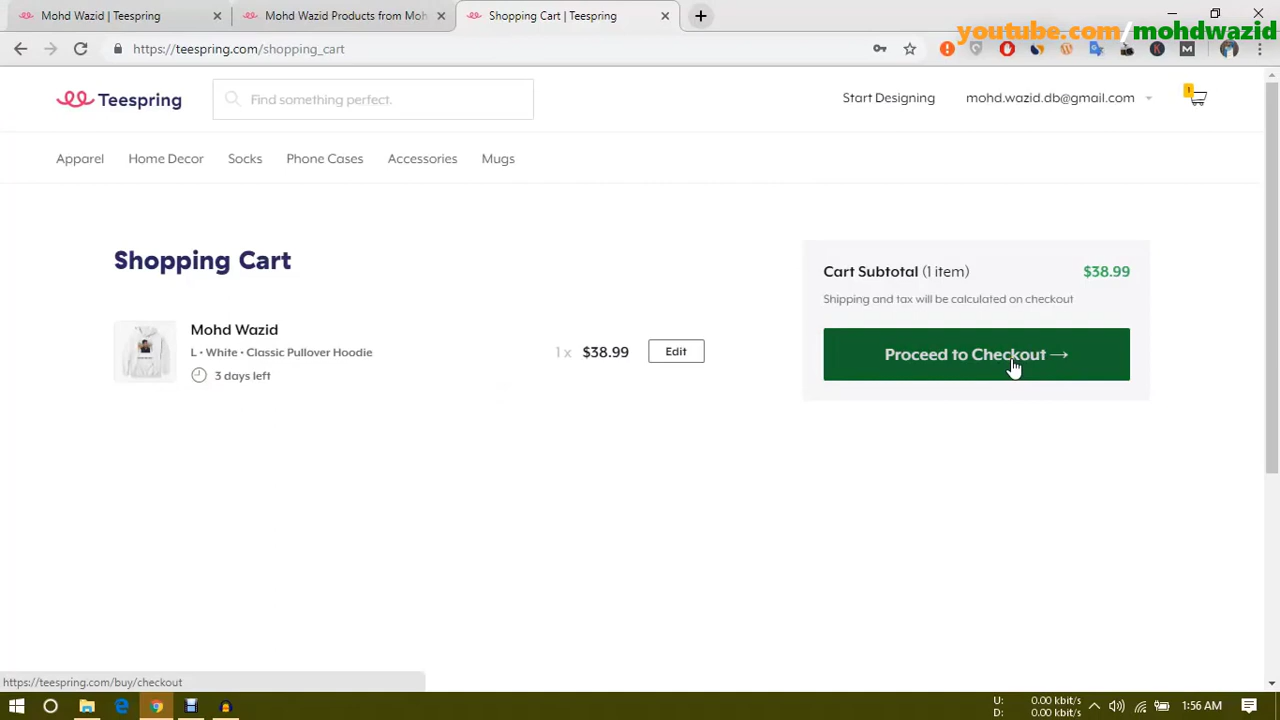 Mohd Wazid | Teespring
Mohd Wazid Products from Moh
Shopping Cart | Teespring
youtube.com/mohdwazid
https://teespring.com/shopping_cart
Teespring
Find something perfect.
Start Designing
mohd.wazid.db@gmail.com
!
Apparel
Home Decor
Socks
Phone Cases
Accessories
Mugs
Shopping Cart
Mohd Wazid
L • White • Classic Pullover Hoodie
3 days left
1 x $38.99
Edit
Cart Subtotal (1 item) $38.99
Shipping and tax will be calculated on checkout
Proceed to Checkout →
https://teespring.com/buy/checkout
U: 0.00 kbit/s
D: 0.00 kbit/s
1:56 AM